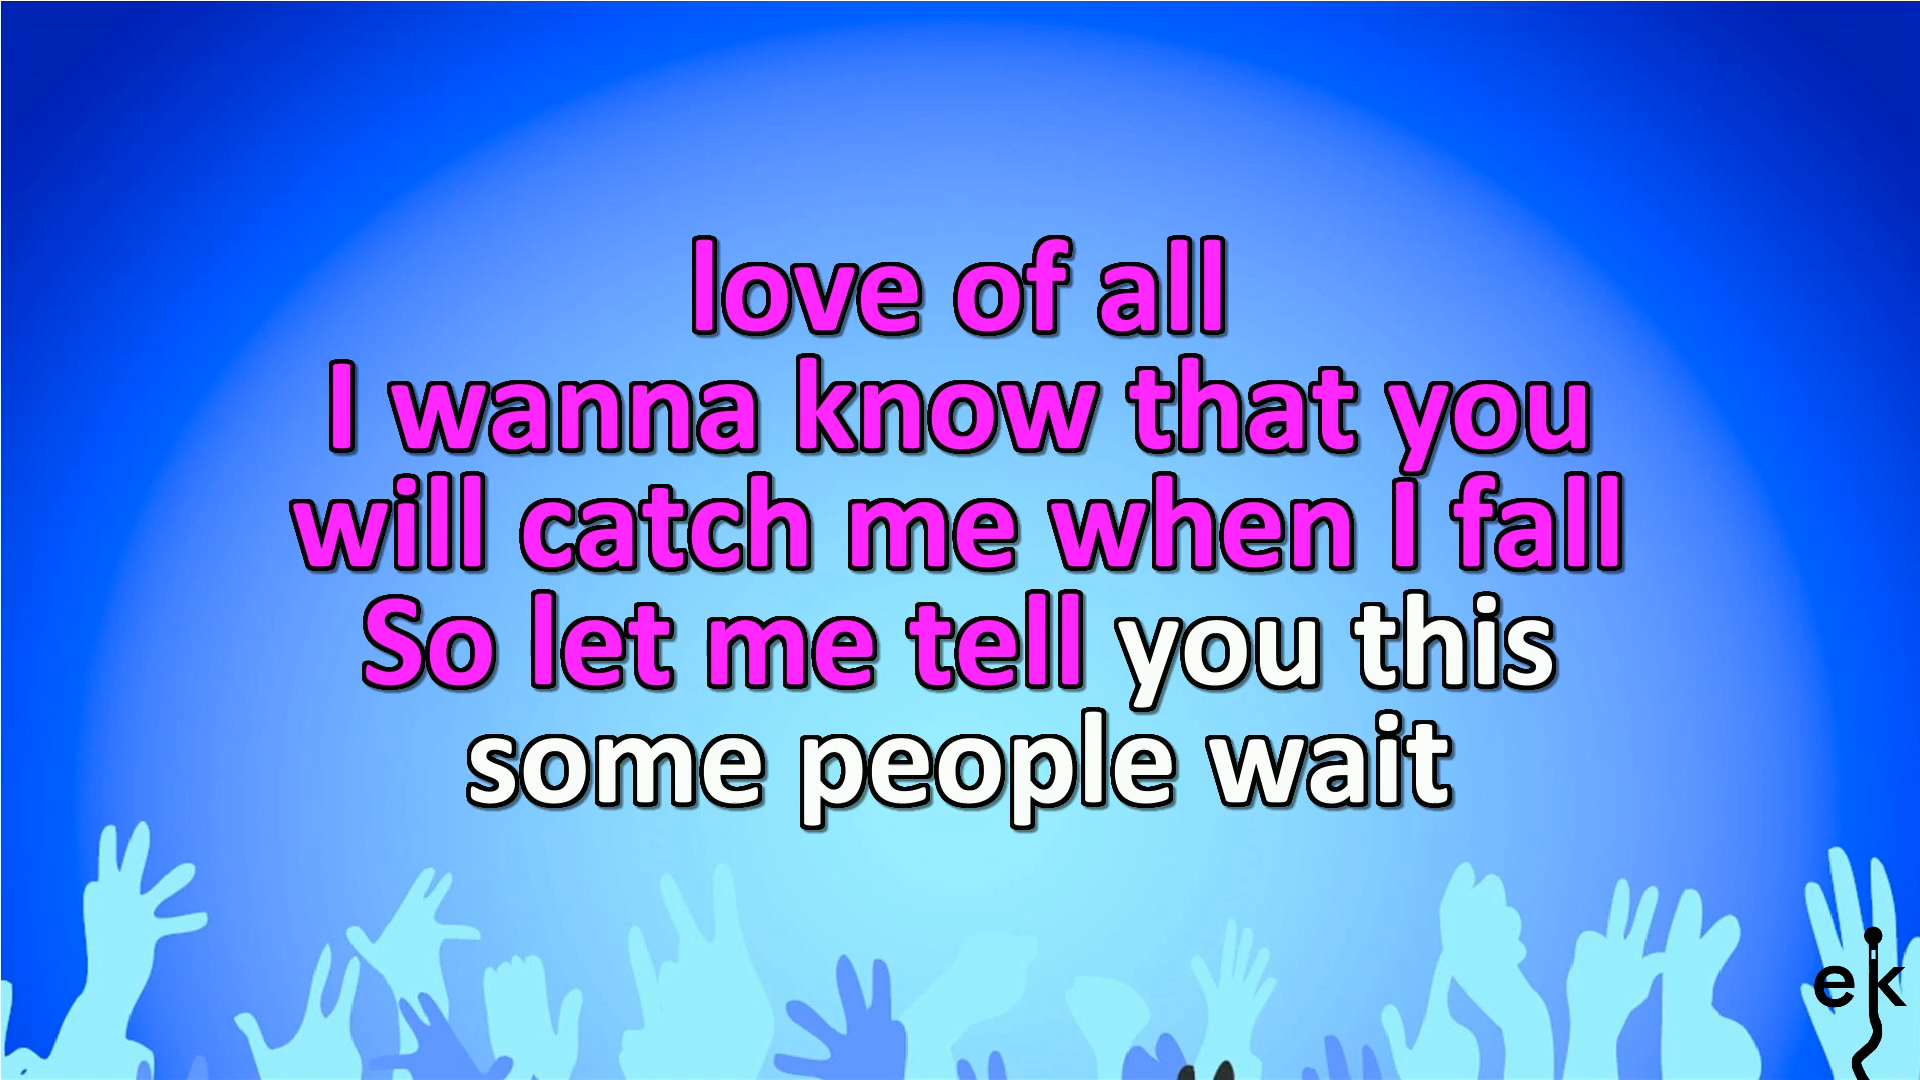 love of all
I wanna know that you
will catch me when I fall
So let me tell you this
some people wait
ek